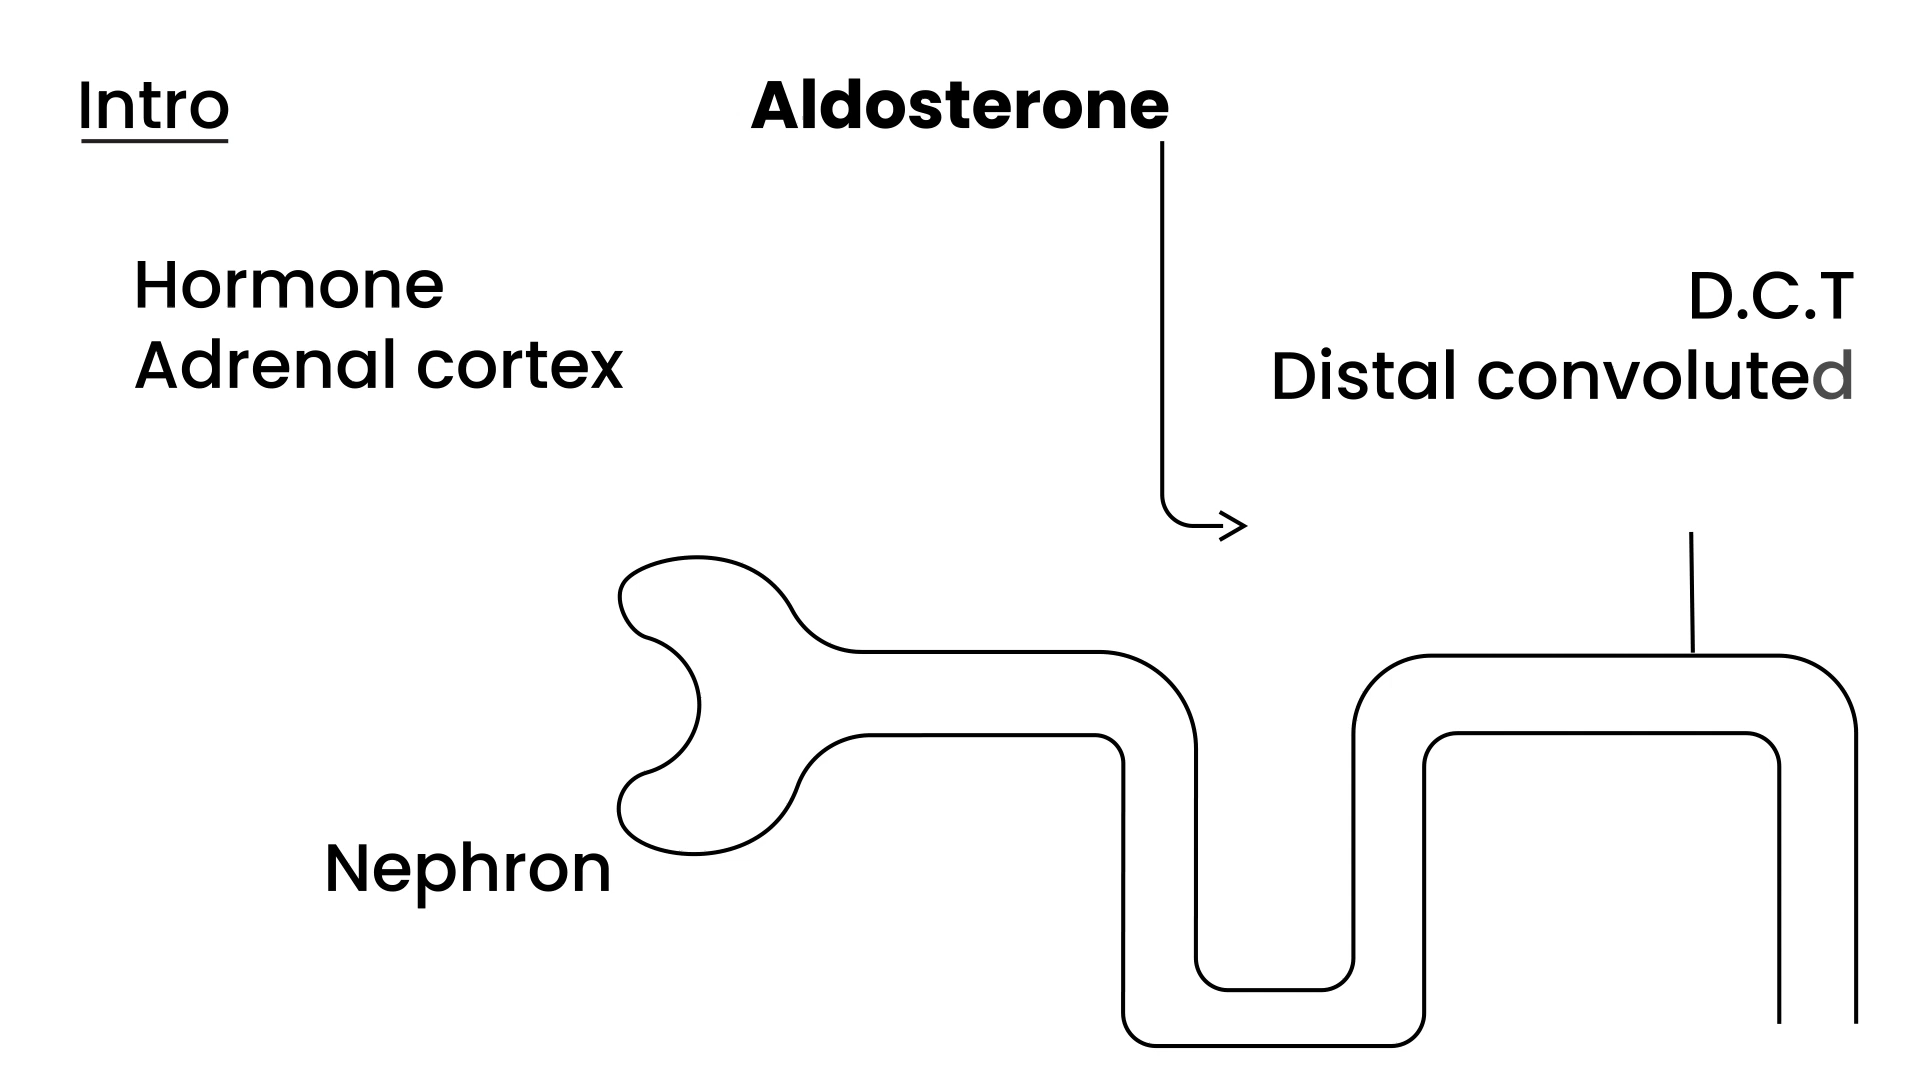 Intro
Aldosterone
Hormone
Adrenal cortex
D.C.T
Distal convoluted
Nephron